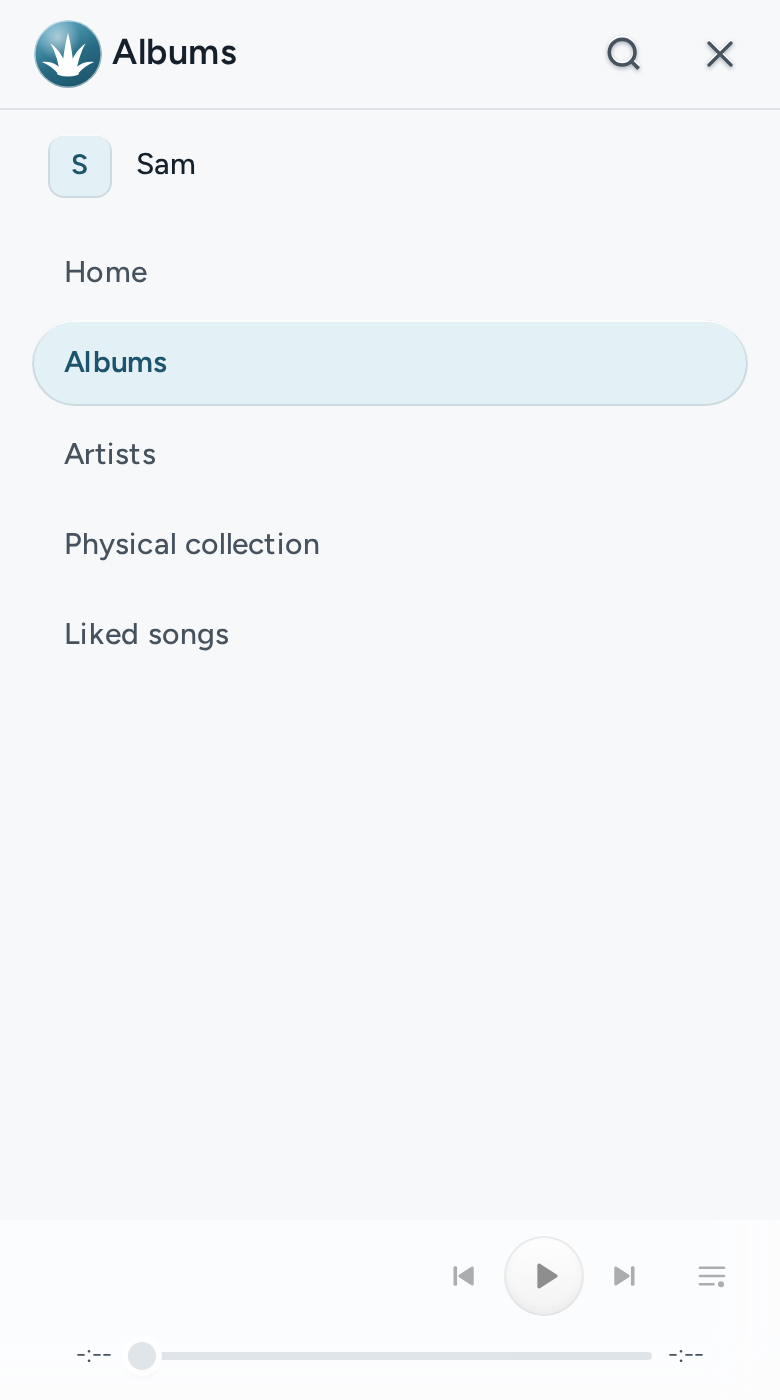 Albums
S
Sam
Home
Albums
Artists
Physical collection
Liked songs
-:--
-:--